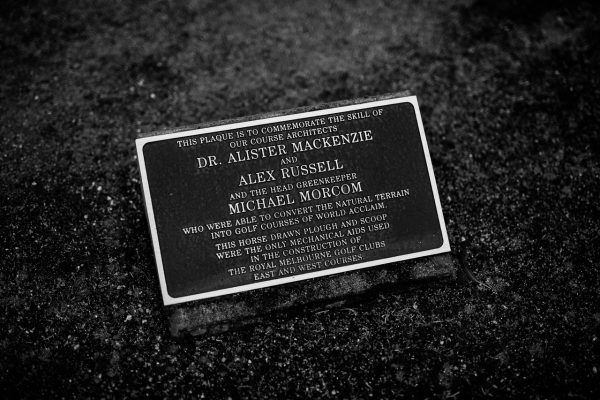 THIS PLAQUE IS TO COMMEMORATE THE SKILL OF
OUR COURSE ARCHITECTS
DR. ALISTER MACKENZIE
AND
ALEX RUSSELL
AND THE HEAD GREENKEEPER
MICHAEL MORCOM
WHO WERE ABLE TO CONVERT THE NATURAL TERRAIN
INTO GOLF COURSES OF WORLD ACCLAIM.
THIS HORSE DRAWN PLOUGH AND SCOOP
WERE THE ONLY MECHANICAL AIDS USED
IN THE CONSTRUCTION OF
THE ROYAL MELBOURNE GOLF CLUBS
EAST AND WEST COURSES